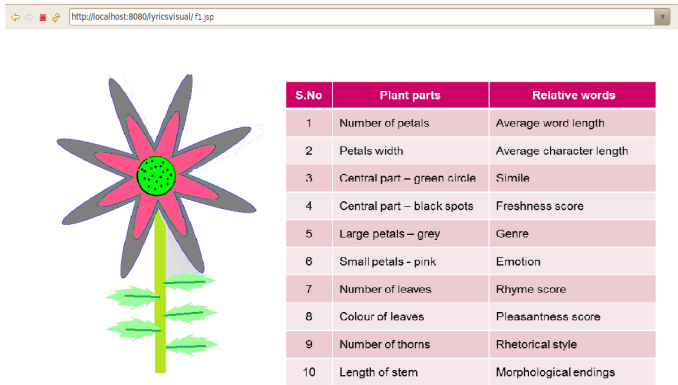 http://localhost:8080/lyricsvisual/ f1.jsp
S.No Plant parts Relative words
1 Number of petals Average word length
2 Petals width Average character length
3 Central part – green circle Simile
4 Central part – black spots Freshness score
5 Large petals – grey Genre
6 Small petals - pink Emotion
7 Number of leaves Rhyme score
8 Colour of leaves Pleasantness score
9 Number of thorns Rhetorical style
10 Length of stem Morphological endings